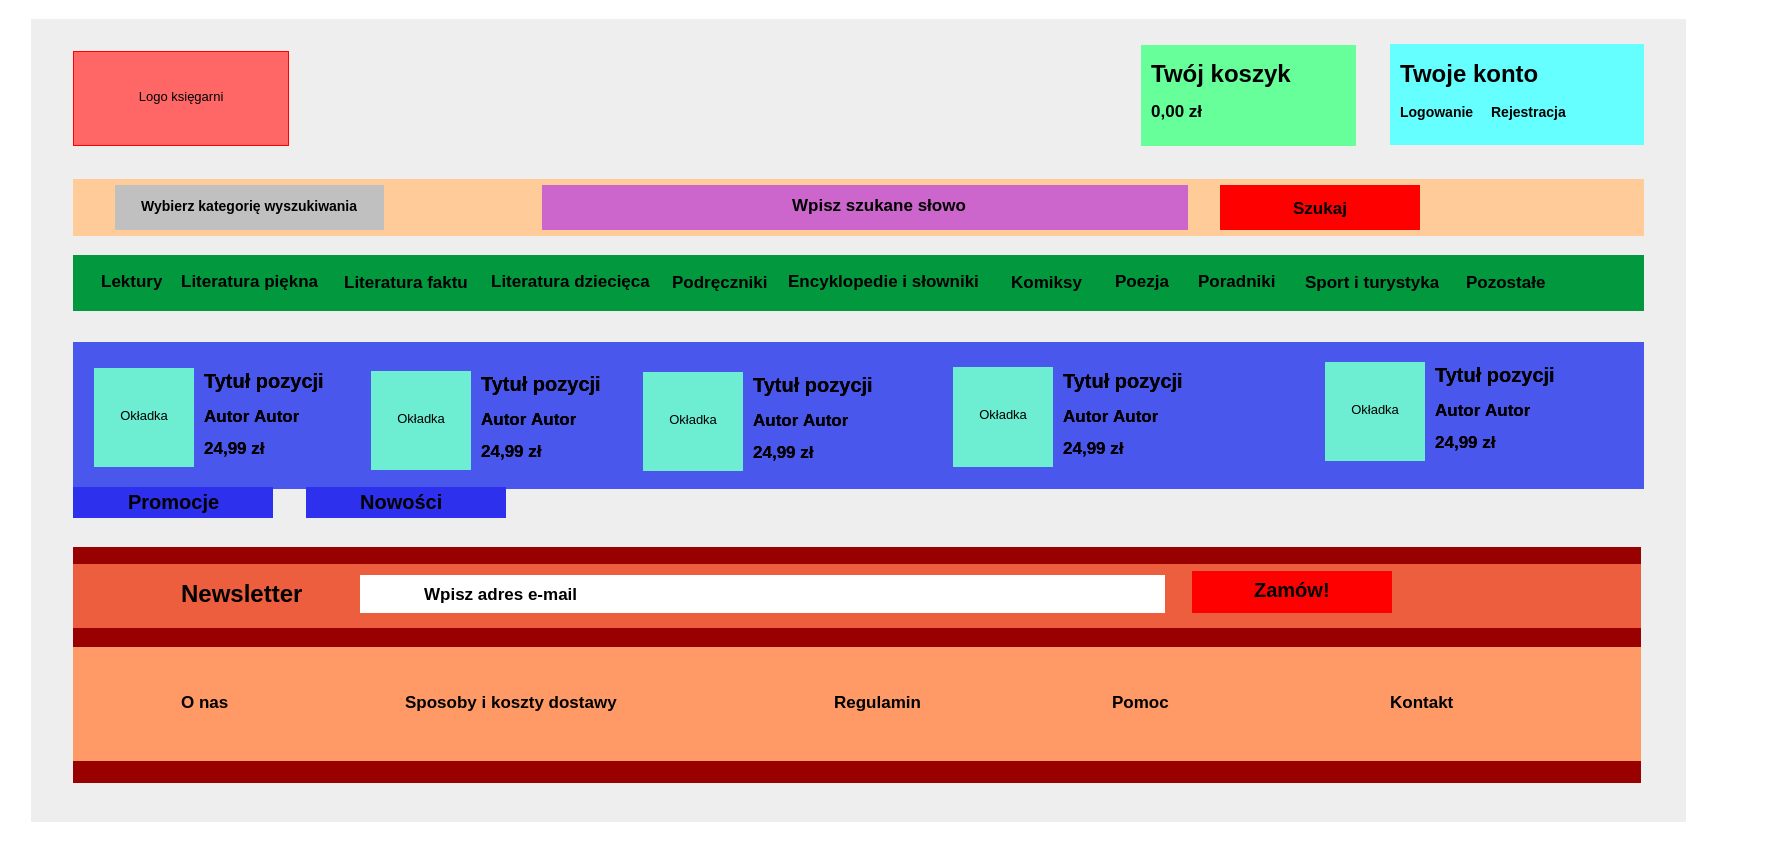 Logo księgarni
Twój koszyk
0,00 zł
Twoje konto
Logowanie Rejestracja
Wybierz kategorię wyszukiwania
Wpisz szukane słowo
Szukaj
Lektury Literatura piękna Literatura faktu Literatura dziecięca Podręczniki Encyklopedie i słowniki Komiksy Poezja Poradniki Sport i turystyka Pozostałe
Okładka
Tytuł pozycji
Autor Autor
24,99 zł
Okładka
Tytuł pozycji
Autor Autor
24,99 zł
Okładka
Tytuł pozycji
Autor Autor
24,99 zł
Okładka
Tytuł pozycji
Autor Autor
24,99 zł
Okładka
Tytuł pozycji
Autor Autor
24,99 zł
Promocje
Nowości
Newsletter
Wpisz adres e-mail
Zamów!
O nas
Sposoby i koszty dostawy
Regulamin
Pomoc
Kontakt